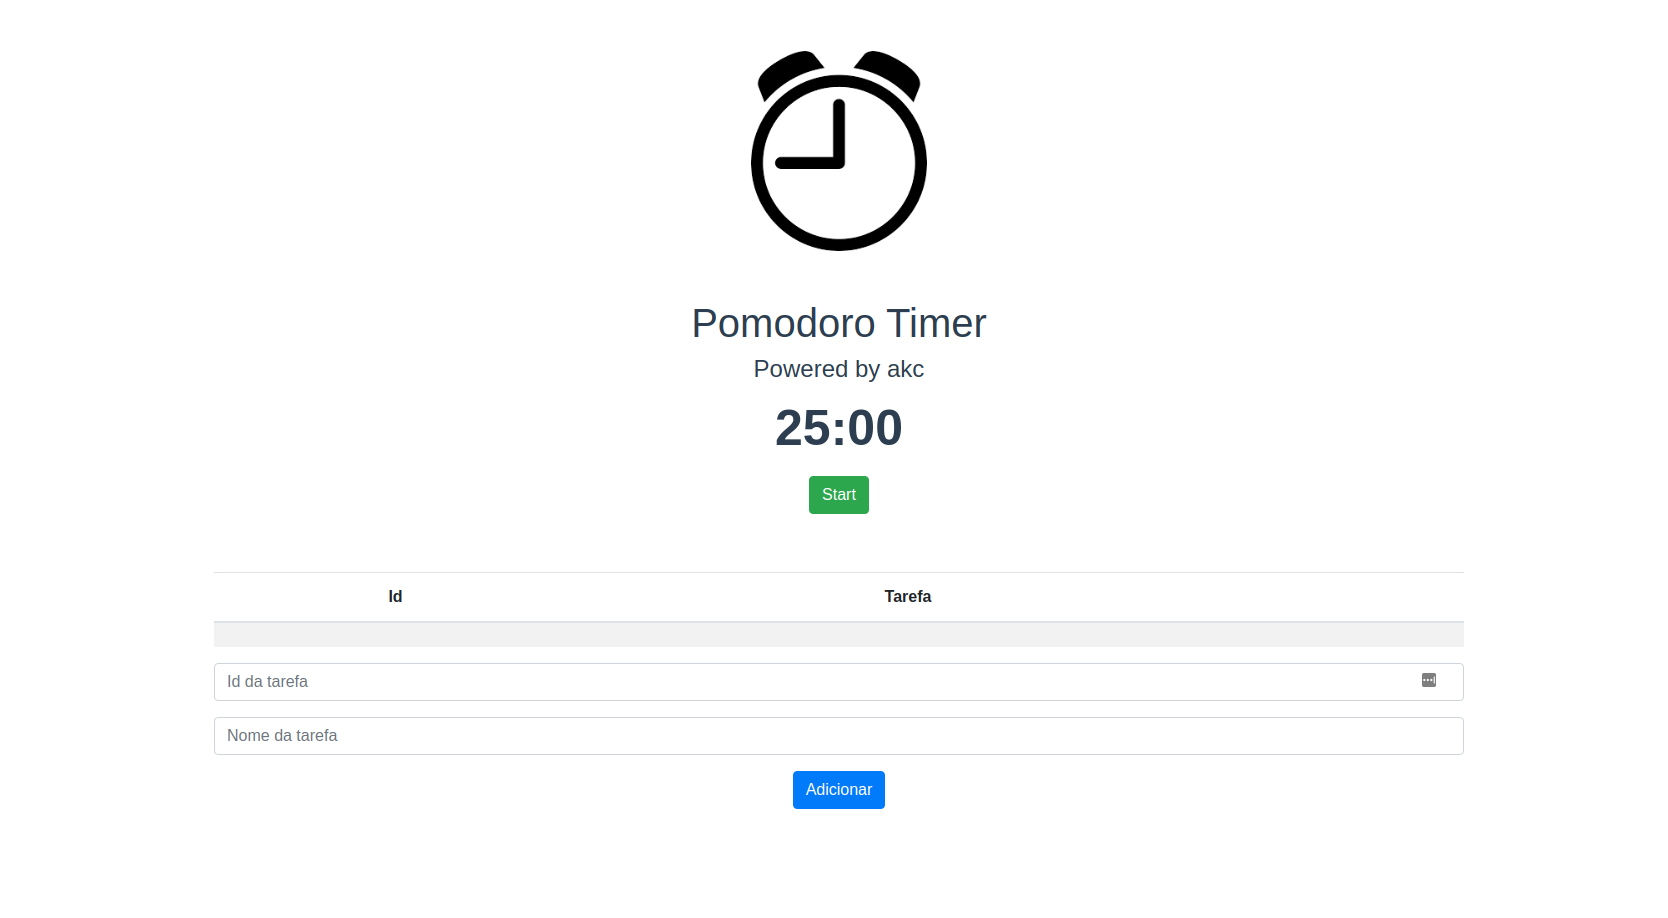 Pomodoro Timer
Powered by akc
25:00
Start
Id Tarefa
Id da tarefa
Nome da tarefa
Adicionar